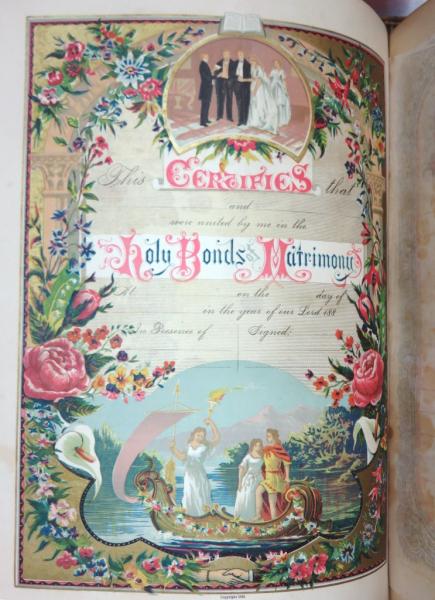 This CERTIFIES that
and
were united by me in the
Holy Bonds of Matrimony
At on the day of
in the year of our Lord 188
In Presence of Signed: